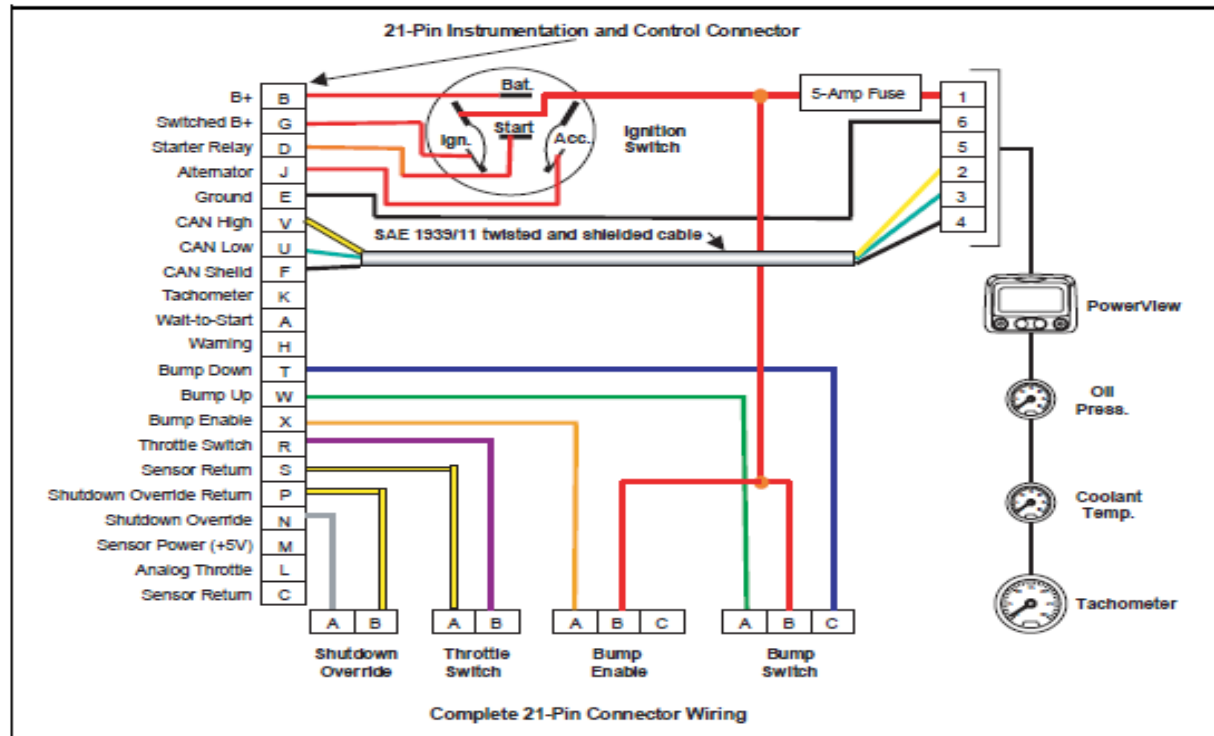 21-Pin Instrumentation and Control Connector
B+ B
Switched B+ G
Starter Relay D
Alternator J
Ground E
CAN High V
CAN Low U
CAN Sheild F
Tachometer K
Wait-to-Start A
Warning H
Bump Down T
Bump Up W
Bump Enable X
Throttle Switch R
Sensor Return S
Shutdown Override Return P
Shutdown Override N
Sensor Power (+5V) M
Analog Throttle L
Sensor Return C
Bat.
Start
Ign.
Acc.
Ignition
Switch
5-Amp Fuse
1
6
5
2
3
4
SAE 1939/11 twisted and shielded cable
PowerView
Oil
Press.
Coolant
Temp.
Tachometer
A B
Shutdown
Override
A B
Throttle
Switch
A B C
Bump
Enable
A B C
Bump
Switch
Complete 21-Pin Connector Wiring